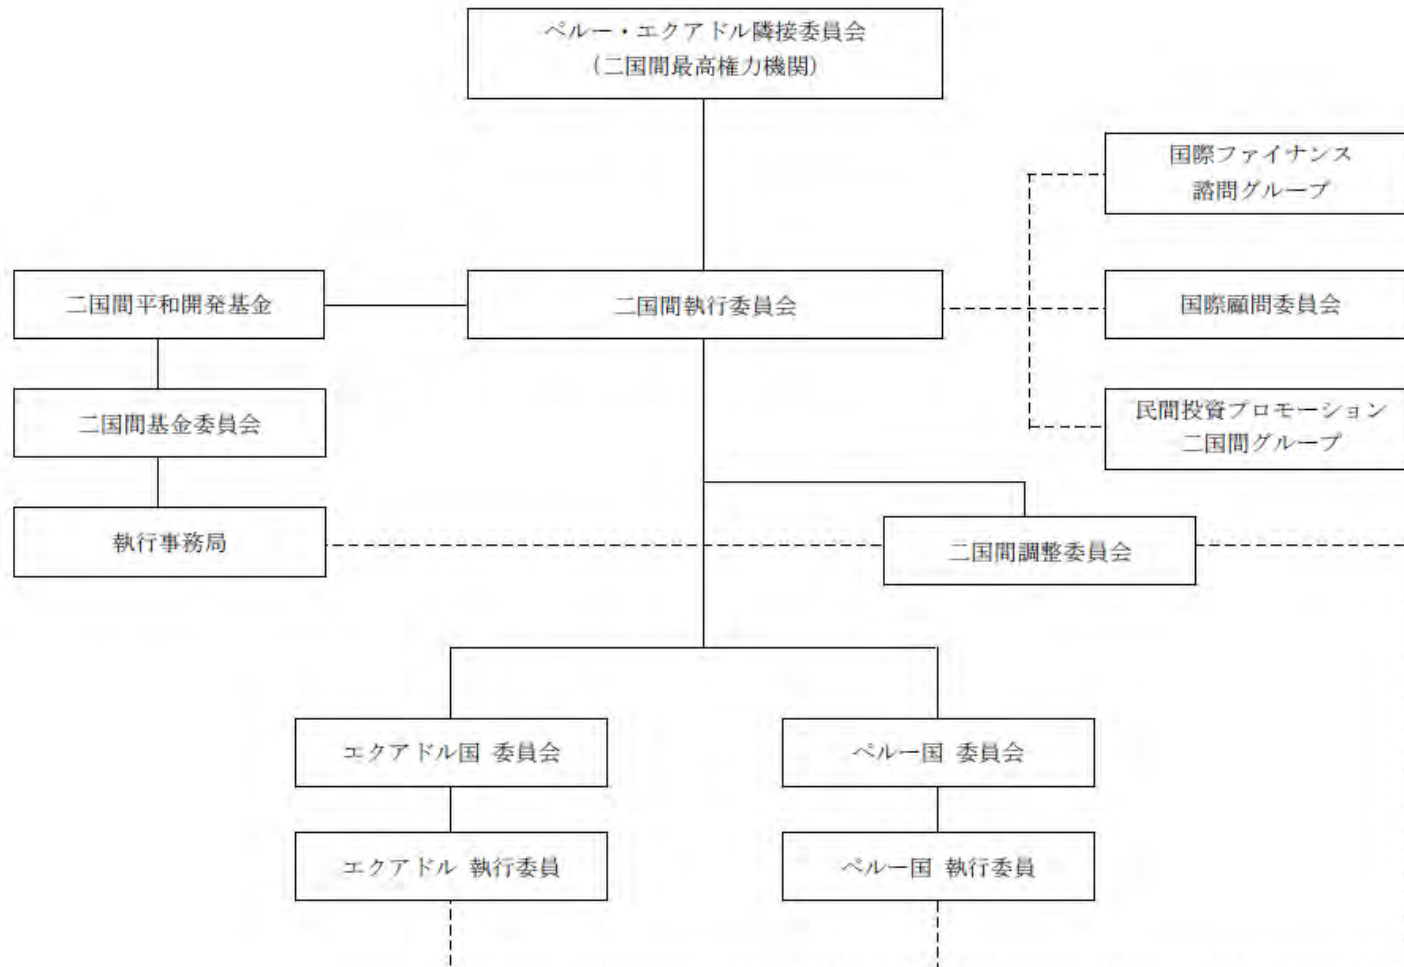 ペルー・エクアドル隣接委員会
(二国間最高権力機関)
国際ファイナンス
諮問グループ
二国間平和開発基金
二国間執行委員会
国際顧問委員会
二国間基金委員会
民間投資プロモーション
二国間グループ
執行事務局
二国間調整委員会
エクアドル国 委員会
ペルー国 委員会
エクアドル 執行委員
ペルー国 執行委員